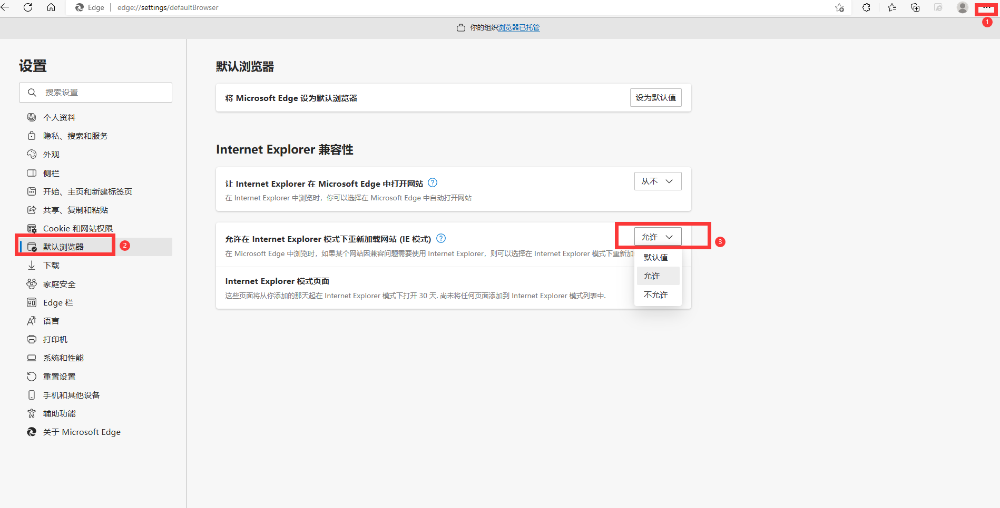 Edge
edge://settings/defaultBrowser
1
你的组织浏览器已托管
设置
搜索设置
个人资料
隐私、搜索和服务
外观
侧栏
开始、主页和新建标签页
共享、复制和粘贴
Cookie 和网站权限
默认浏览器
2
下载
家庭安全
Edge 栏
语言
打印机
系统和性能
重置设置
手机和其他设备
辅助功能
关于 Microsoft Edge
默认浏览器
将 Microsoft Edge 设为默认浏览器
设为默认值
Internet Explorer 兼容性
让 Internet Explorer 在 Microsoft Edge 中打开网站
从不
在 Internet Explorer 中浏览时，你可以选择在 Microsoft Edge 中自动打开网站
允许在 Internet Explorer 模式下重新加载网站 (IE 模式)
允许
3
在 Microsoft Edge 中浏览时，如果某个网站因兼容问题需要使用 Internet Explorer，则可以选择在 Internet Explorer 模式下重新加
默认值
允许
不允许
Internet Explorer 模式页面
这些页面将从你添加的那天起在 Internet Explorer 模式下打开 30 天. 尚未将任何页面添加到 Internet Explorer 模式列表中.